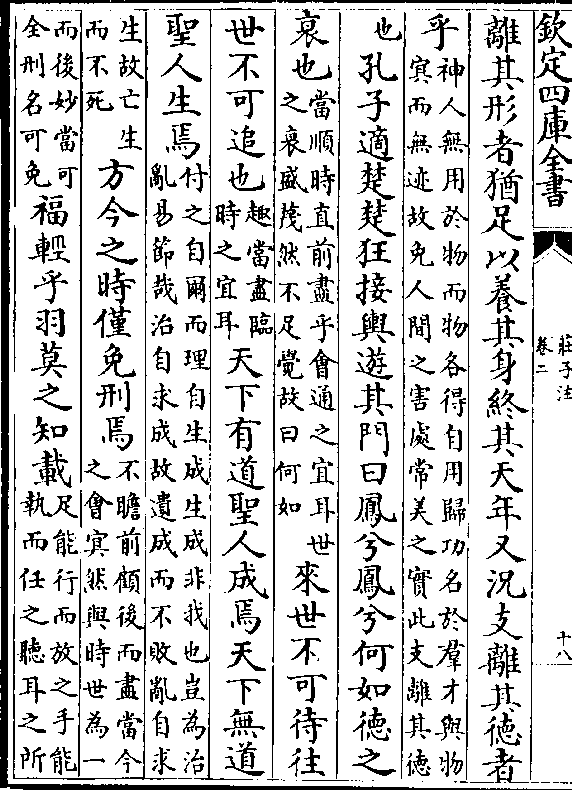 欽定四庫全書
莊子注
卷二
十八
離其形者猶足以養其身終其天年又況支離其徳者
乎神人無用於物而物各得自用歸功名於羣才與物
冥而無迹故免人間之害處常美之實此支離其徳
也孔子適楚楚狂接輿遊其門曰鳳兮鳳兮何如徳之
衰也當順時直前盡乎會通之宜耳世
之衰盛蔑然不足覺故曰何如來世不可待往
世不可追也趣當盡臨
時之宜耳天下有道聖人成焉天下無道
聖人生焉付之自爾而理自生成生成非我也豈為治
亂易節哉治自求成故遺成而不敗亂自求
生故亡生
而不死方今之時僅免刑焉不瞻前顧後而盡當今
之會冥然與時世為一
而後妙當可
全刑名可免福輕乎羽莫之知載足能行而放之手能
執而任之聽耳之所